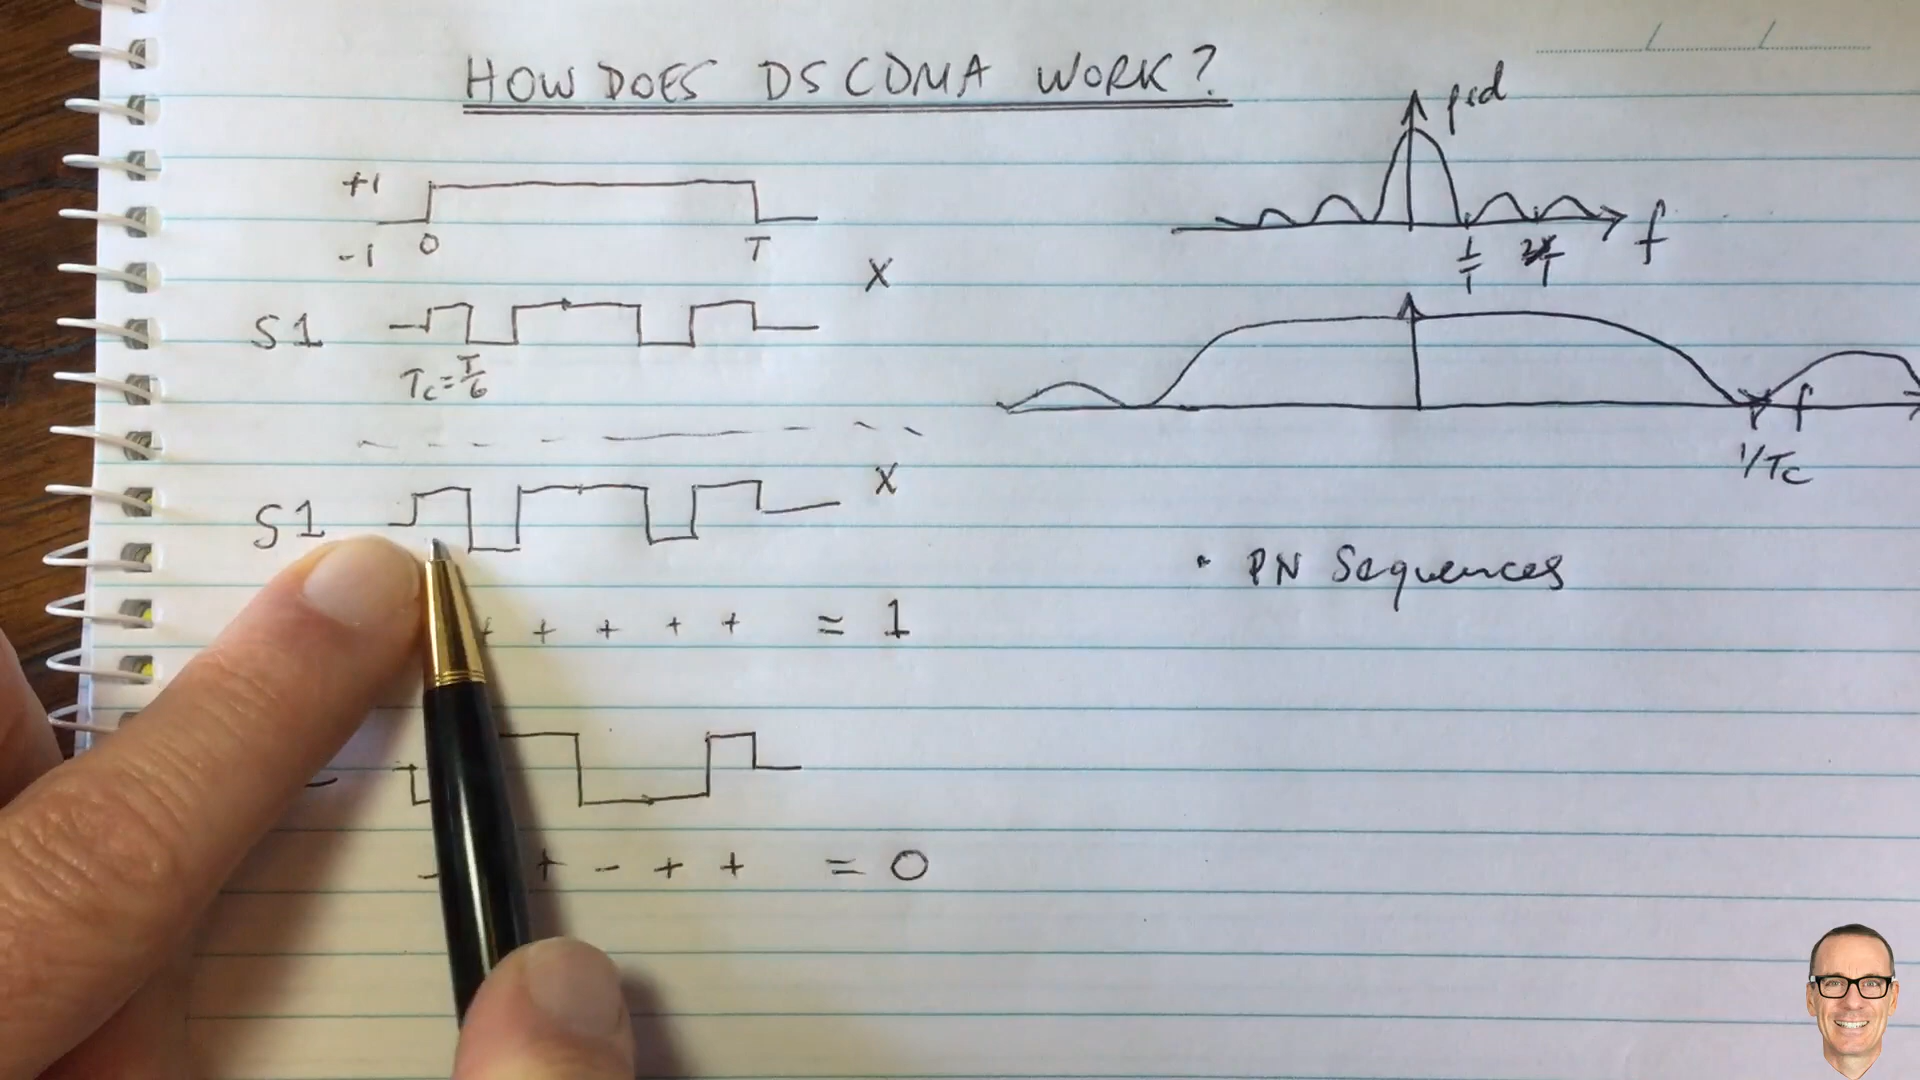 HOW DOES DS CDMA WORK?
psd
+1
-1
0
T
X
f
1/T
S1
Tc = T/6
f
1/Tc
X
S1
• PN Sequences
+ + + + + = 1
- + - + + = 0